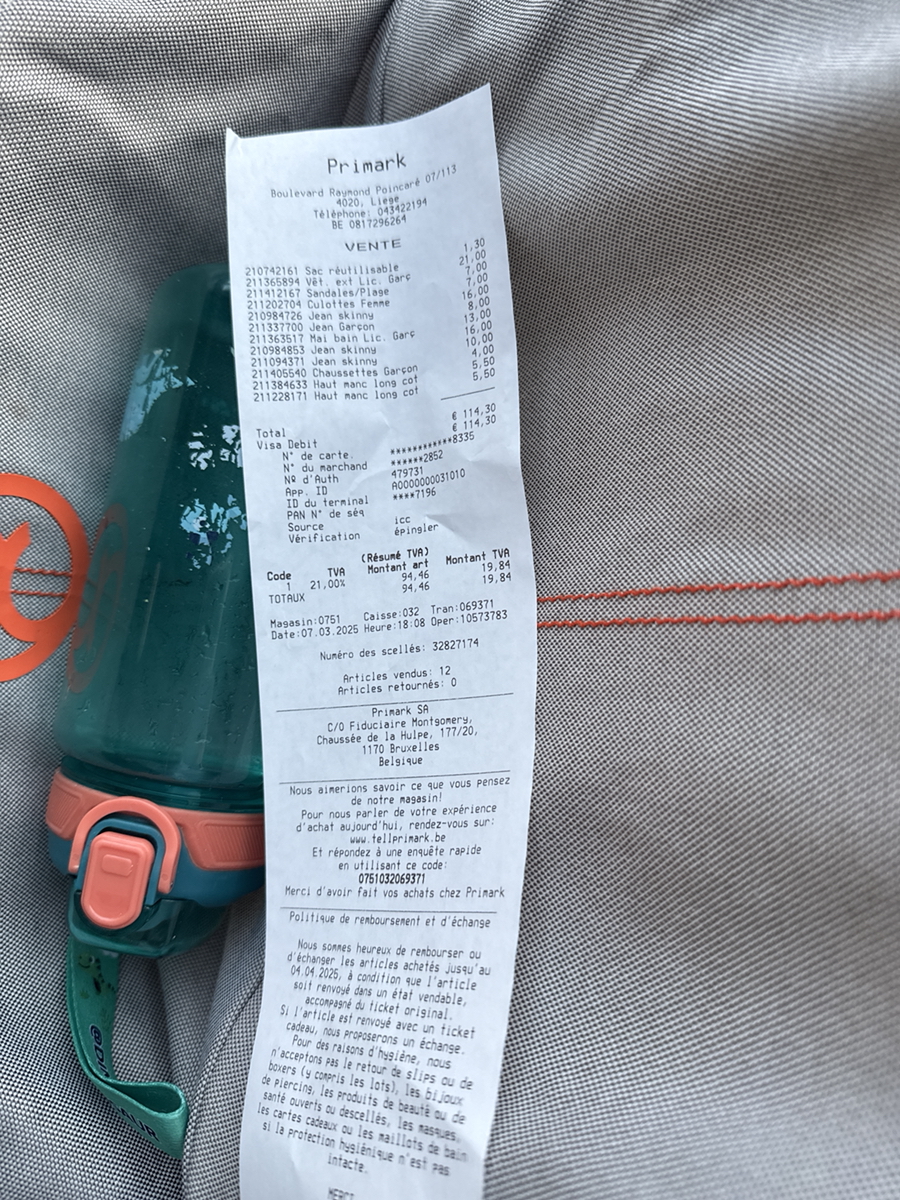 Primark
Boulevard Raymond Poincaré 07/113
4020, Liege
Téléphone: 043422194
BE 0817296264
VENTE
210742161 Sac réutilisable 1,30
211365894 Vêt. ext Lic. Garç 21,00
211412167 Sandales/Plage 7,00
211202704 Culottes Femme 7,00
210984726 Jean skinny 16,00
211337700 Jean Garçon 8,00
211363517 Mai bain Lic. Garç 13,00
210984853 Jean skinny 16,00
211094371 Jean skinny 10,00
211405540 Chaussettes Garçon 4,00
211384633 Haut manc long cot 5,50
211228171 Haut manc long cot 5,50
Total € 114,30
Visa Debit € 114,30
N° de carte. ************8335
N° du marchand ******2852
Nº d'Auth 479731
App. ID A0000000031010
ID du terminal ****7196
PAN N° de séq
Source icc
Vérification épingler
(Résumé TVA)
Code TVA Montant art Montant TVA
1 21,00% 94,46 19,84
TOTAUX 94,46 19,84
Magasin:0751 Caisse:032 Tran:069371
Date:07.03.2025 Heure:18:08 Oper:10573783
Numéro des scellés: 32827174
Articles vendus: 12
Articles retournés: 0
Primark SA
C/O Fiduciaire Montgomery,
Chaussée de la Hulpe, 177/20,
1170 Bruxelles
Belgique
Nous aimerions savoir ce que vous pensez
de notre magasin!
Pour nous parler de votre expérience
d'achat aujourd'hui, rendez-vous sur:
www.tellprimark.be
Et répondez à une enquête rapide
en utilisant ce code:
0751032069371
Merci d'avoir fait vos achats chez Primark
Politique de remboursement et d'échange
Nous sommes heureux de rembourser ou
d'échanger les articles achetés jusqu'au
04.04.2025, à condition que l'article
soit renvoyé dans un état vendable,
accompagné du ticket original.
Si l'article est renvoyé avec un ticket
cadeau, nous proposerons un échange.
Pour des raisons d'hygiène, nous
n'acceptons pas le retour de slips ou de
boxers (y compris les lots), les bijoux
de piercing, les produits de beauté ou de
santé ouverts ou descellés, les masques,
les cartes cadeaux ou les maillots de bain
si la protection hygiénique n'est pas
intacte.
MERCI